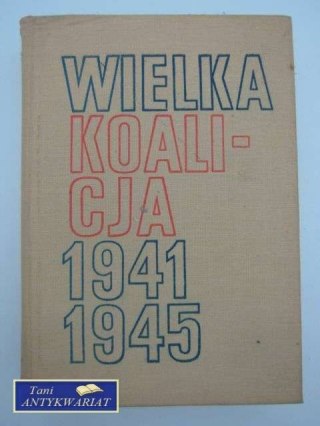 WIELKA
KOALI-
CJA
1941
1945
Tani
ANTYKWARIAT